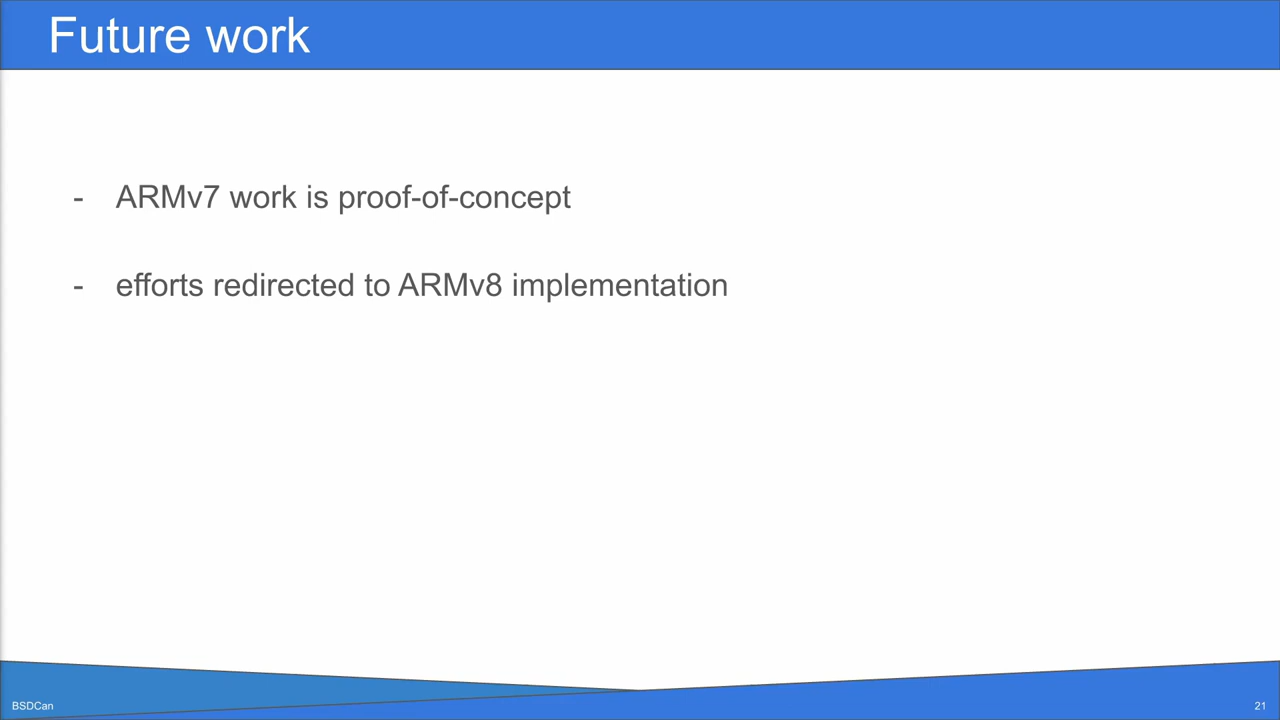 Future work
- ARMv7 work is proof-of-concept
- efforts redirected to ARMv8 implementation
BSDCan
21